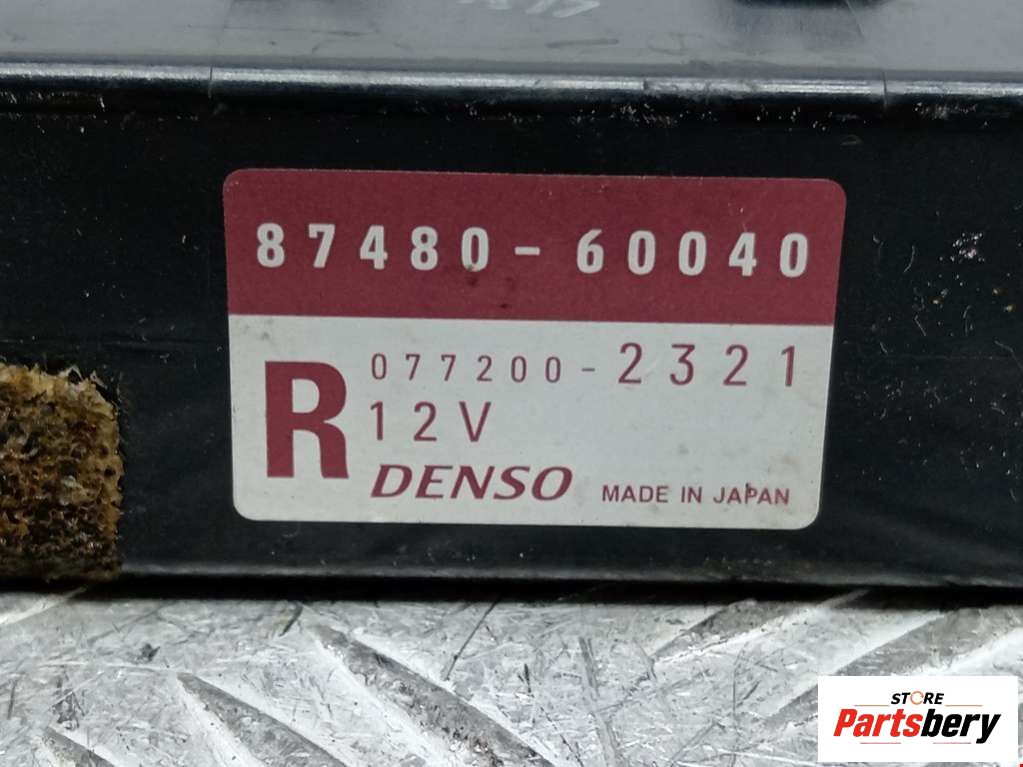 87480-60040
R 077200-2321
12V
DENSO MADE IN JAPAN
STORE
Partsbery